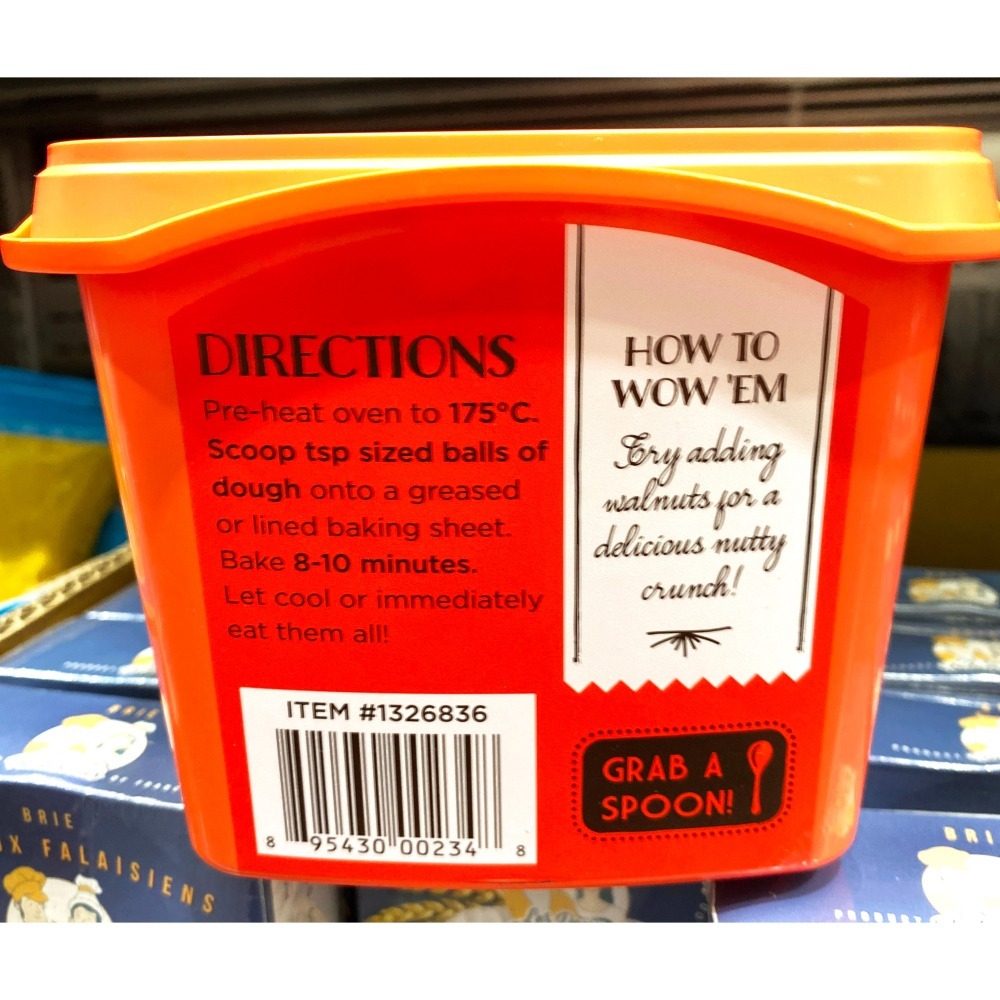 DIRECTIONS
Pre-heat oven to 175°C.
Scoop tsp sized balls of
dough onto a greased
or lined baking sheet.
Bake 8-10 minutes.
Let cool or immediately
eat them all!
HOW TO
WOW 'EM
Try adding
walnuts for a
delicious nutty
crunch!
ITEM #1326836
8 95430 00234 8
GRAB A
SPOON!
BRIE
BRIE
X FALAISIENS
BRI
PRODUCT